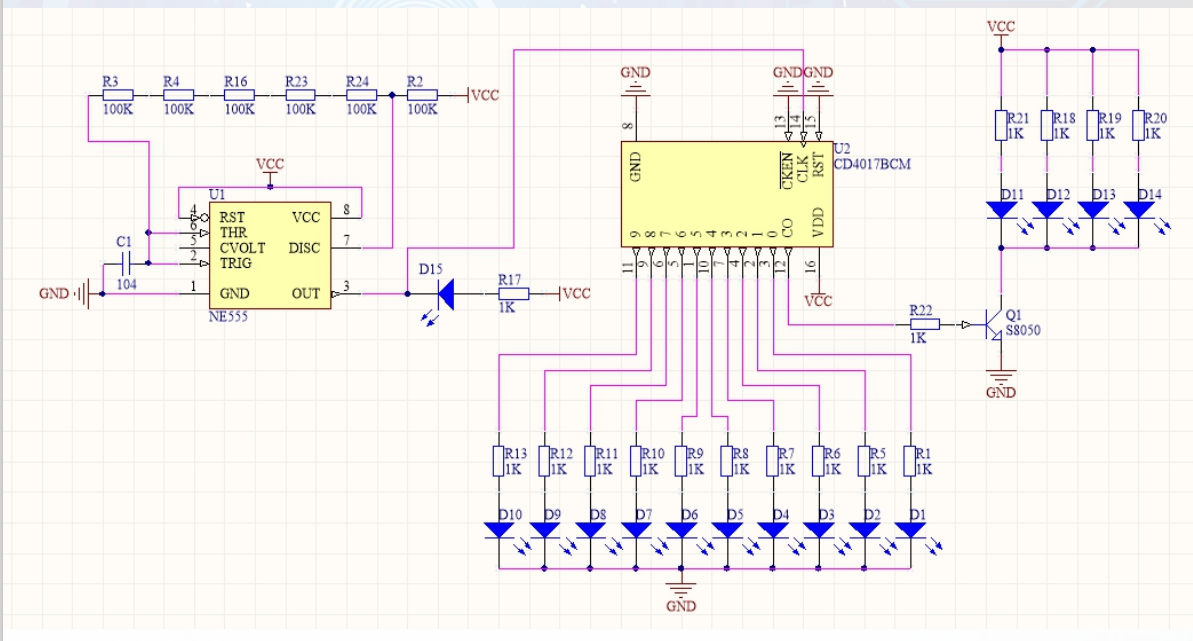 VCC
R3 R4 R16 R23 R24 R2
100K 100K 100K 100K 100K 100K
VCC
GND
GND GND
8 13 14 15
R21 R18 R19 R20
1K 1K 1K 1K
U2
CD4017BCM
GND CKEN CLK RST
9 8 7 6 5 4 3 2 1 0 CO VDD
11 9 6 5 1 10 7 4 2 3 12 16
VCC
VCC
U1
4 RST VCC 8
6 THR
5 CVOLT DISC 7
2 TRIG
1 GND OUT 3
NE555
C1
104
GND
D15
R17
1K
VCC
D11 D12 D13 D14
R22
1K
Q1
S8050
GND
R13 R12 R11 R10 R9 R8 R7 R6 R5 R1
1K 1K 1K 1K 1K 1K 1K 1K 1K 1K
D10 D9 D8 D7 D6 D5 D4 D3 D2 D1
GND